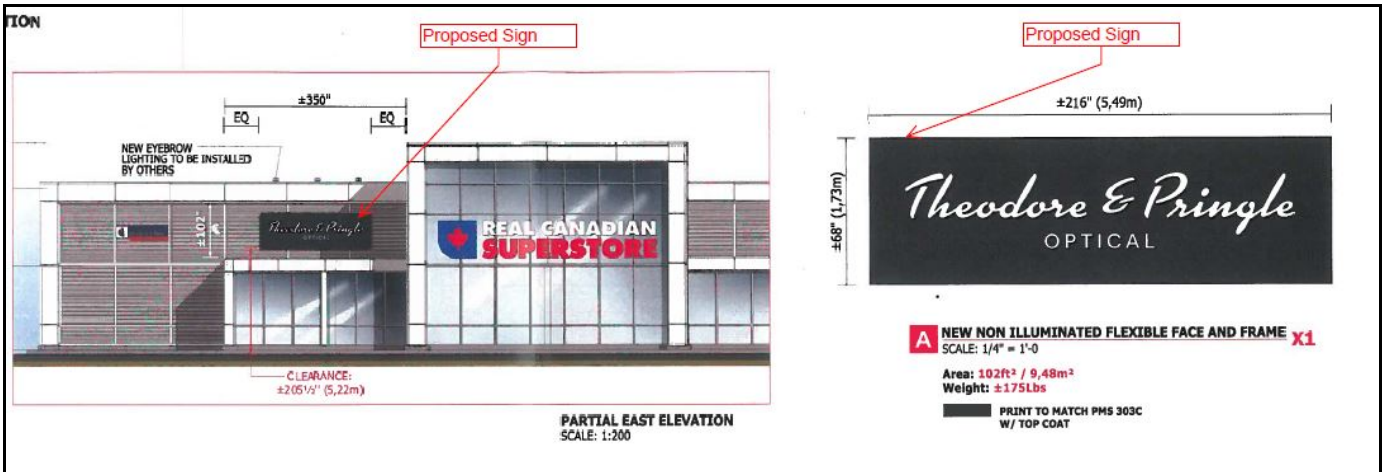 TION
Proposed Sign
±350"
EQ
EQ
NEW EYEBROW
LIGHTING TO BE INSTALLED
BY OTHERS
±102"
Theodore & Pringle
OPTICAL
REAL CANADIAN
SUPERSTORE
CLEARANCE:
±205½" (5,22m)
PARTIAL EAST ELEVATION
SCALE: 1:200
Proposed Sign
±216" (5,49m)
±68" (1,73m)
Theodore & Pringle
OPTICAL
A NEW NON ILLUMINATED FLEXIBLE FACE AND FRAME X1
SCALE: 1/4" = 1'-0
Area: 102ft² / 9,48m²
Weight: ±175Lbs
PRINT TO MATCH PMS 303C
W/ TOP COAT